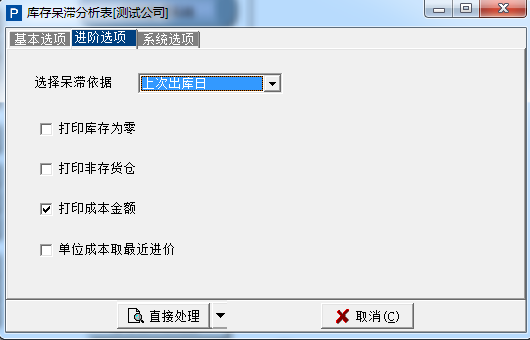 P 库存呆滞分析表[测试公司]
基本选项 进阶选项 系统选项
选择呆滞依据 上次出库日
打印库存为零
打印非存货仓
打印成本金额
单位成本取最近进价
直接处理 取消(C)